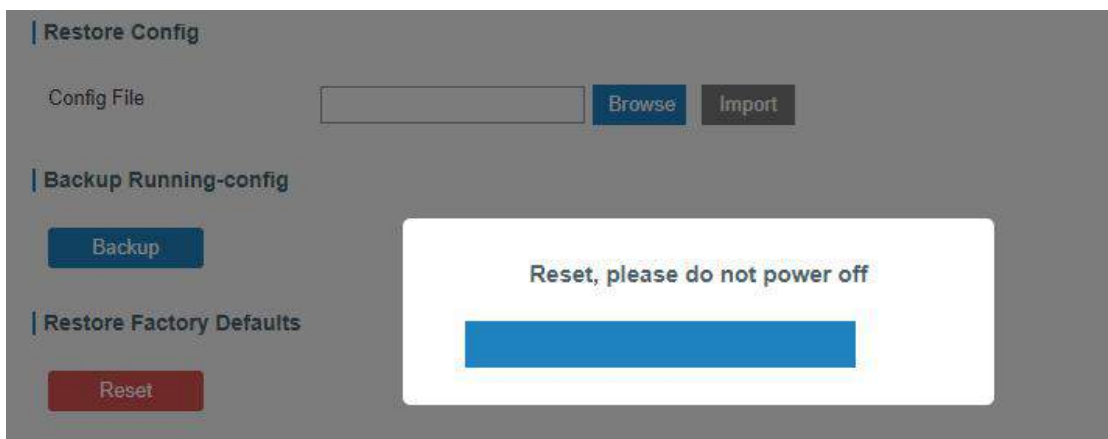 Restore Config
Config File
Browse
Import
Backup Running-config
Backup
Reset, please do not power off
Restore Factory Defaults
Reset